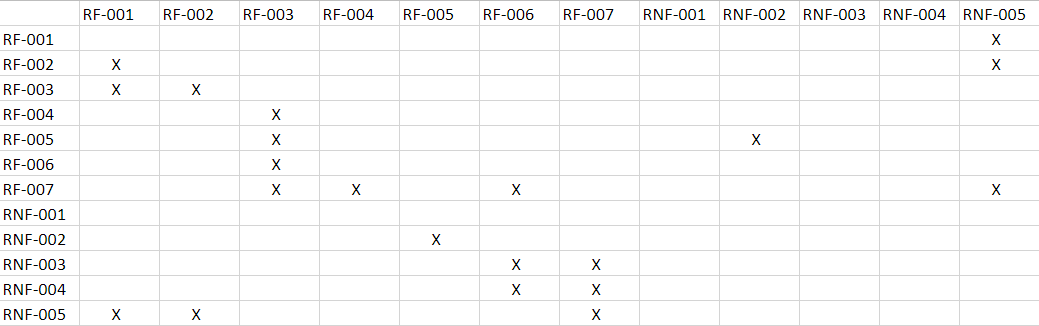 RF-001 RF-002 RF-003 RF-004 RF-005 RF-006 RF-007 RNF-001 RNF-002 RNF-003 RNF-004 RNF-005
RF-001 X
RF-002 X X
RF-003 X X
RF-004 X
RF-005 X X
RF-006 X
RF-007 X X X X
RNF-001
RNF-002 X
RNF-003 X X
RNF-004 X X
RNF-005 X X X